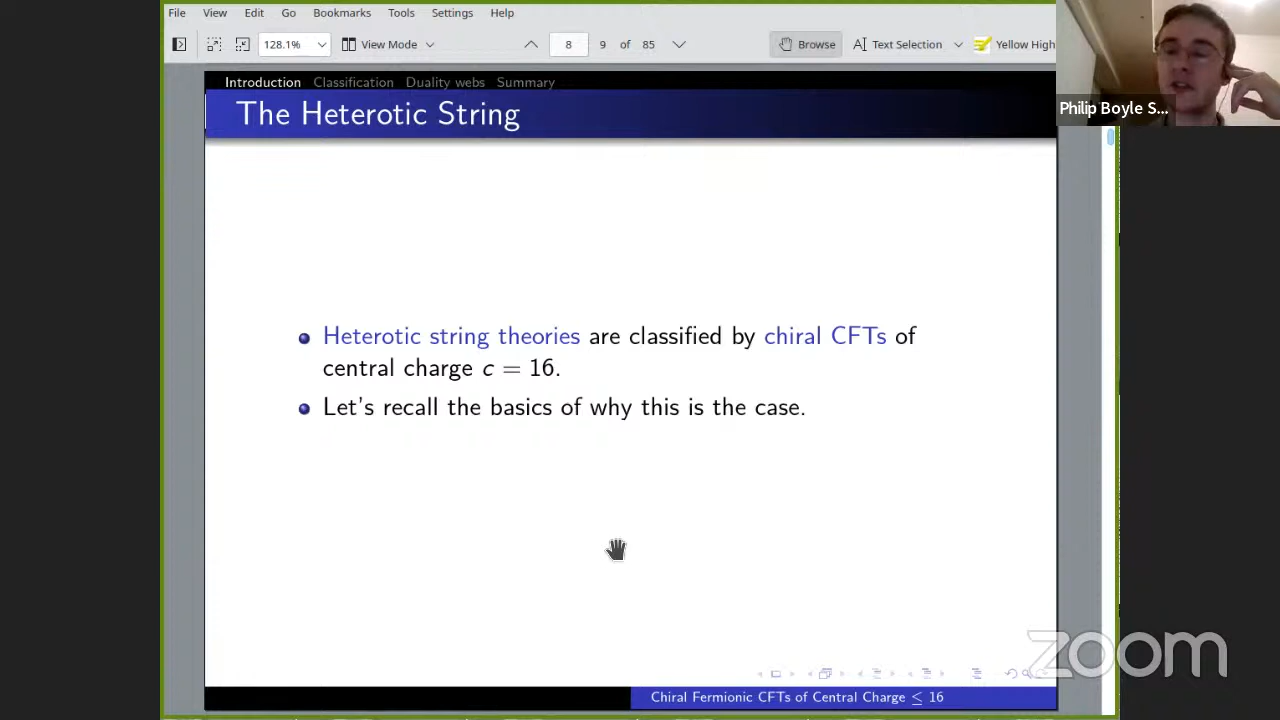 File View Edit Go Bookmarks Tools Settings Help
128.1% View Mode 8 9 of 85 Browse Text Selection Yellow High
Philip Boyle S...
Introduction Classification Duality webs Summary
The Heterotic String
Heterotic string theories are classified by chiral CFTs of
central charge c = 16.
Let's recall the basics of why this is the case.
zoom
Chiral Fermionic CFTs of Central Charge ≤ 16